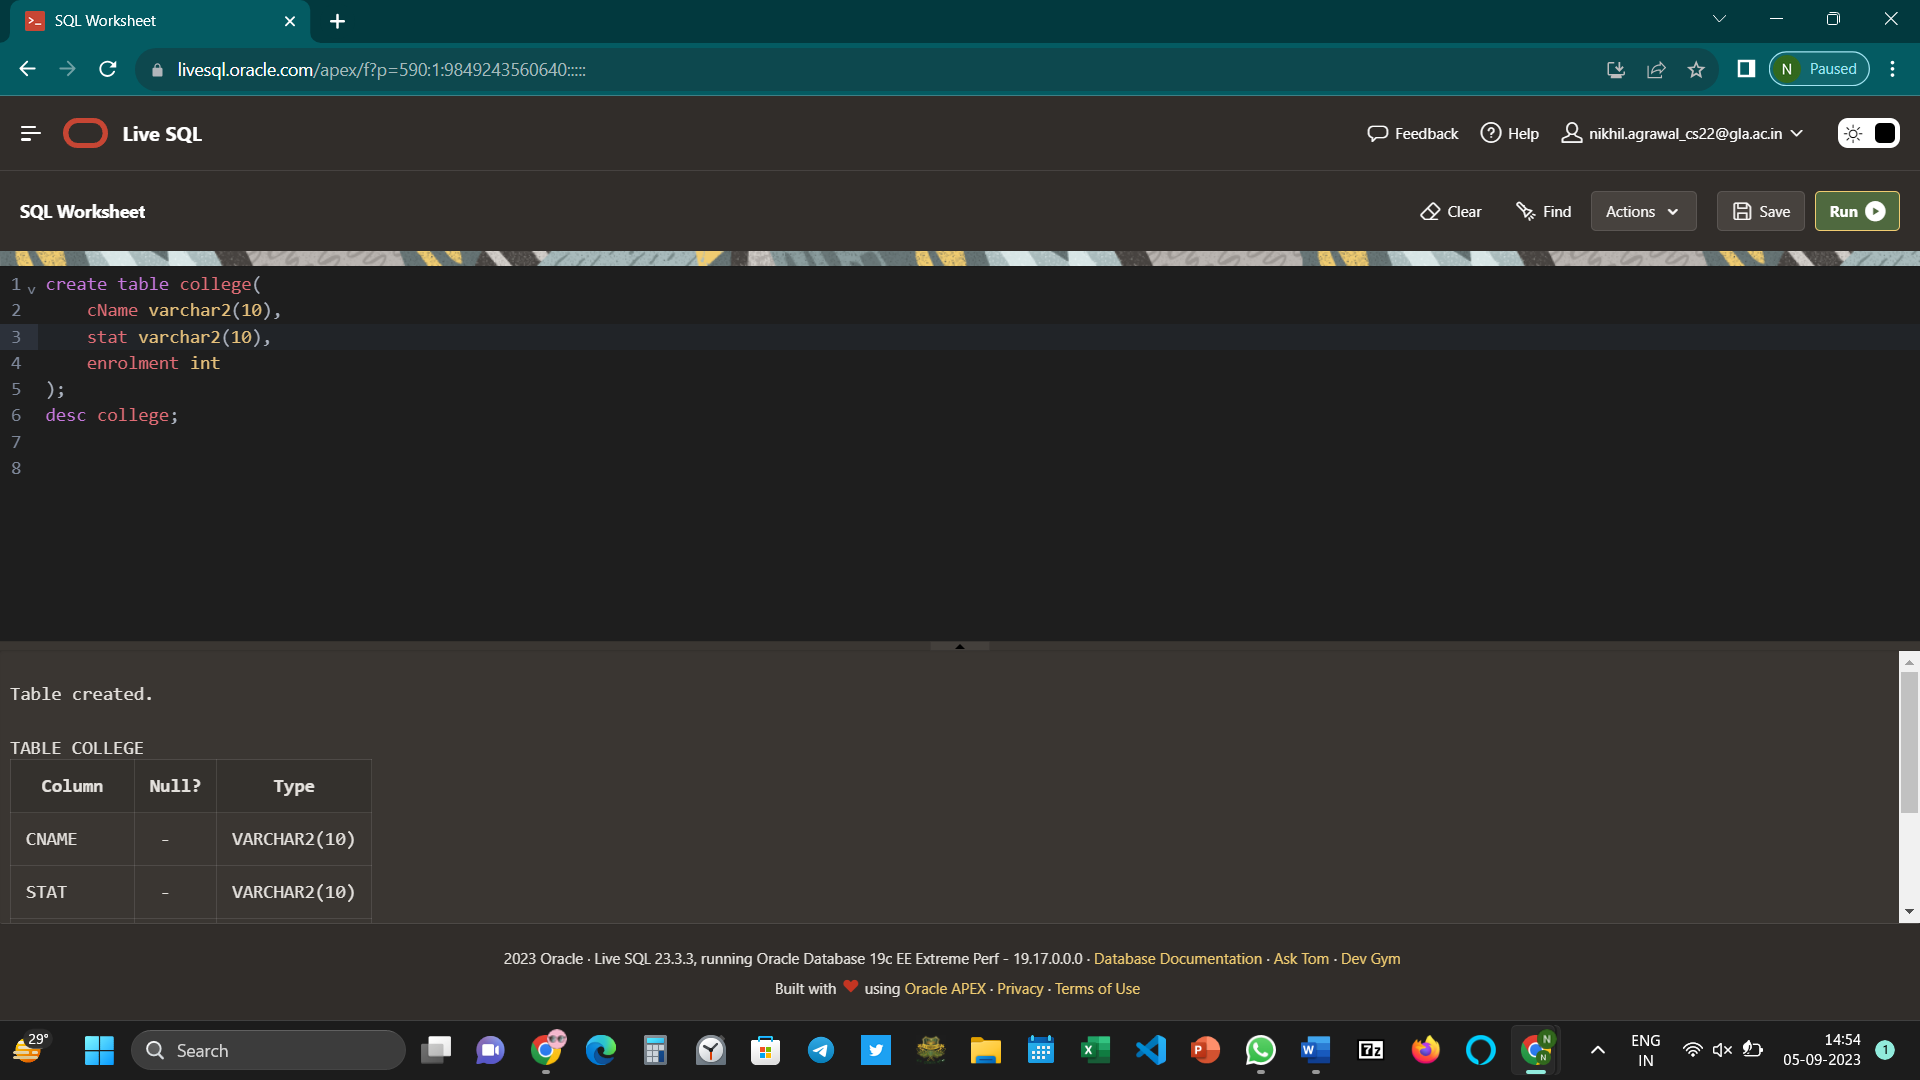 SQL Worksheet
livesql.oracle.com/apex/f?p=590:1:9849243560640:::::
N Paused
Live SQL
Feedback
Help
nikhil.agrawal_cs22@gla.ac.in
SQL Worksheet
Clear
Find
Actions
Save
Run
1 create table college(
2 cName varchar2(10),
3 stat varchar2(10),
4 enrolment int
5 );
6 desc college;
7
8
Table created.
TABLE COLLEGE
Column Null? Type
CNAME - VARCHAR2(10)
STAT - VARCHAR2(10)
2023 Oracle · Live SQL 23.3.3, running Oracle Database 19c EE Extreme Perf - 19.17.0.0.0 · Database Documentation · Ask Tom · Dev Gym
Built with ❤ using Oracle APEX · Privacy · Terms of Use
29°
Search
7z
N
N
ENG
IN
14:54
05-09-2023
1